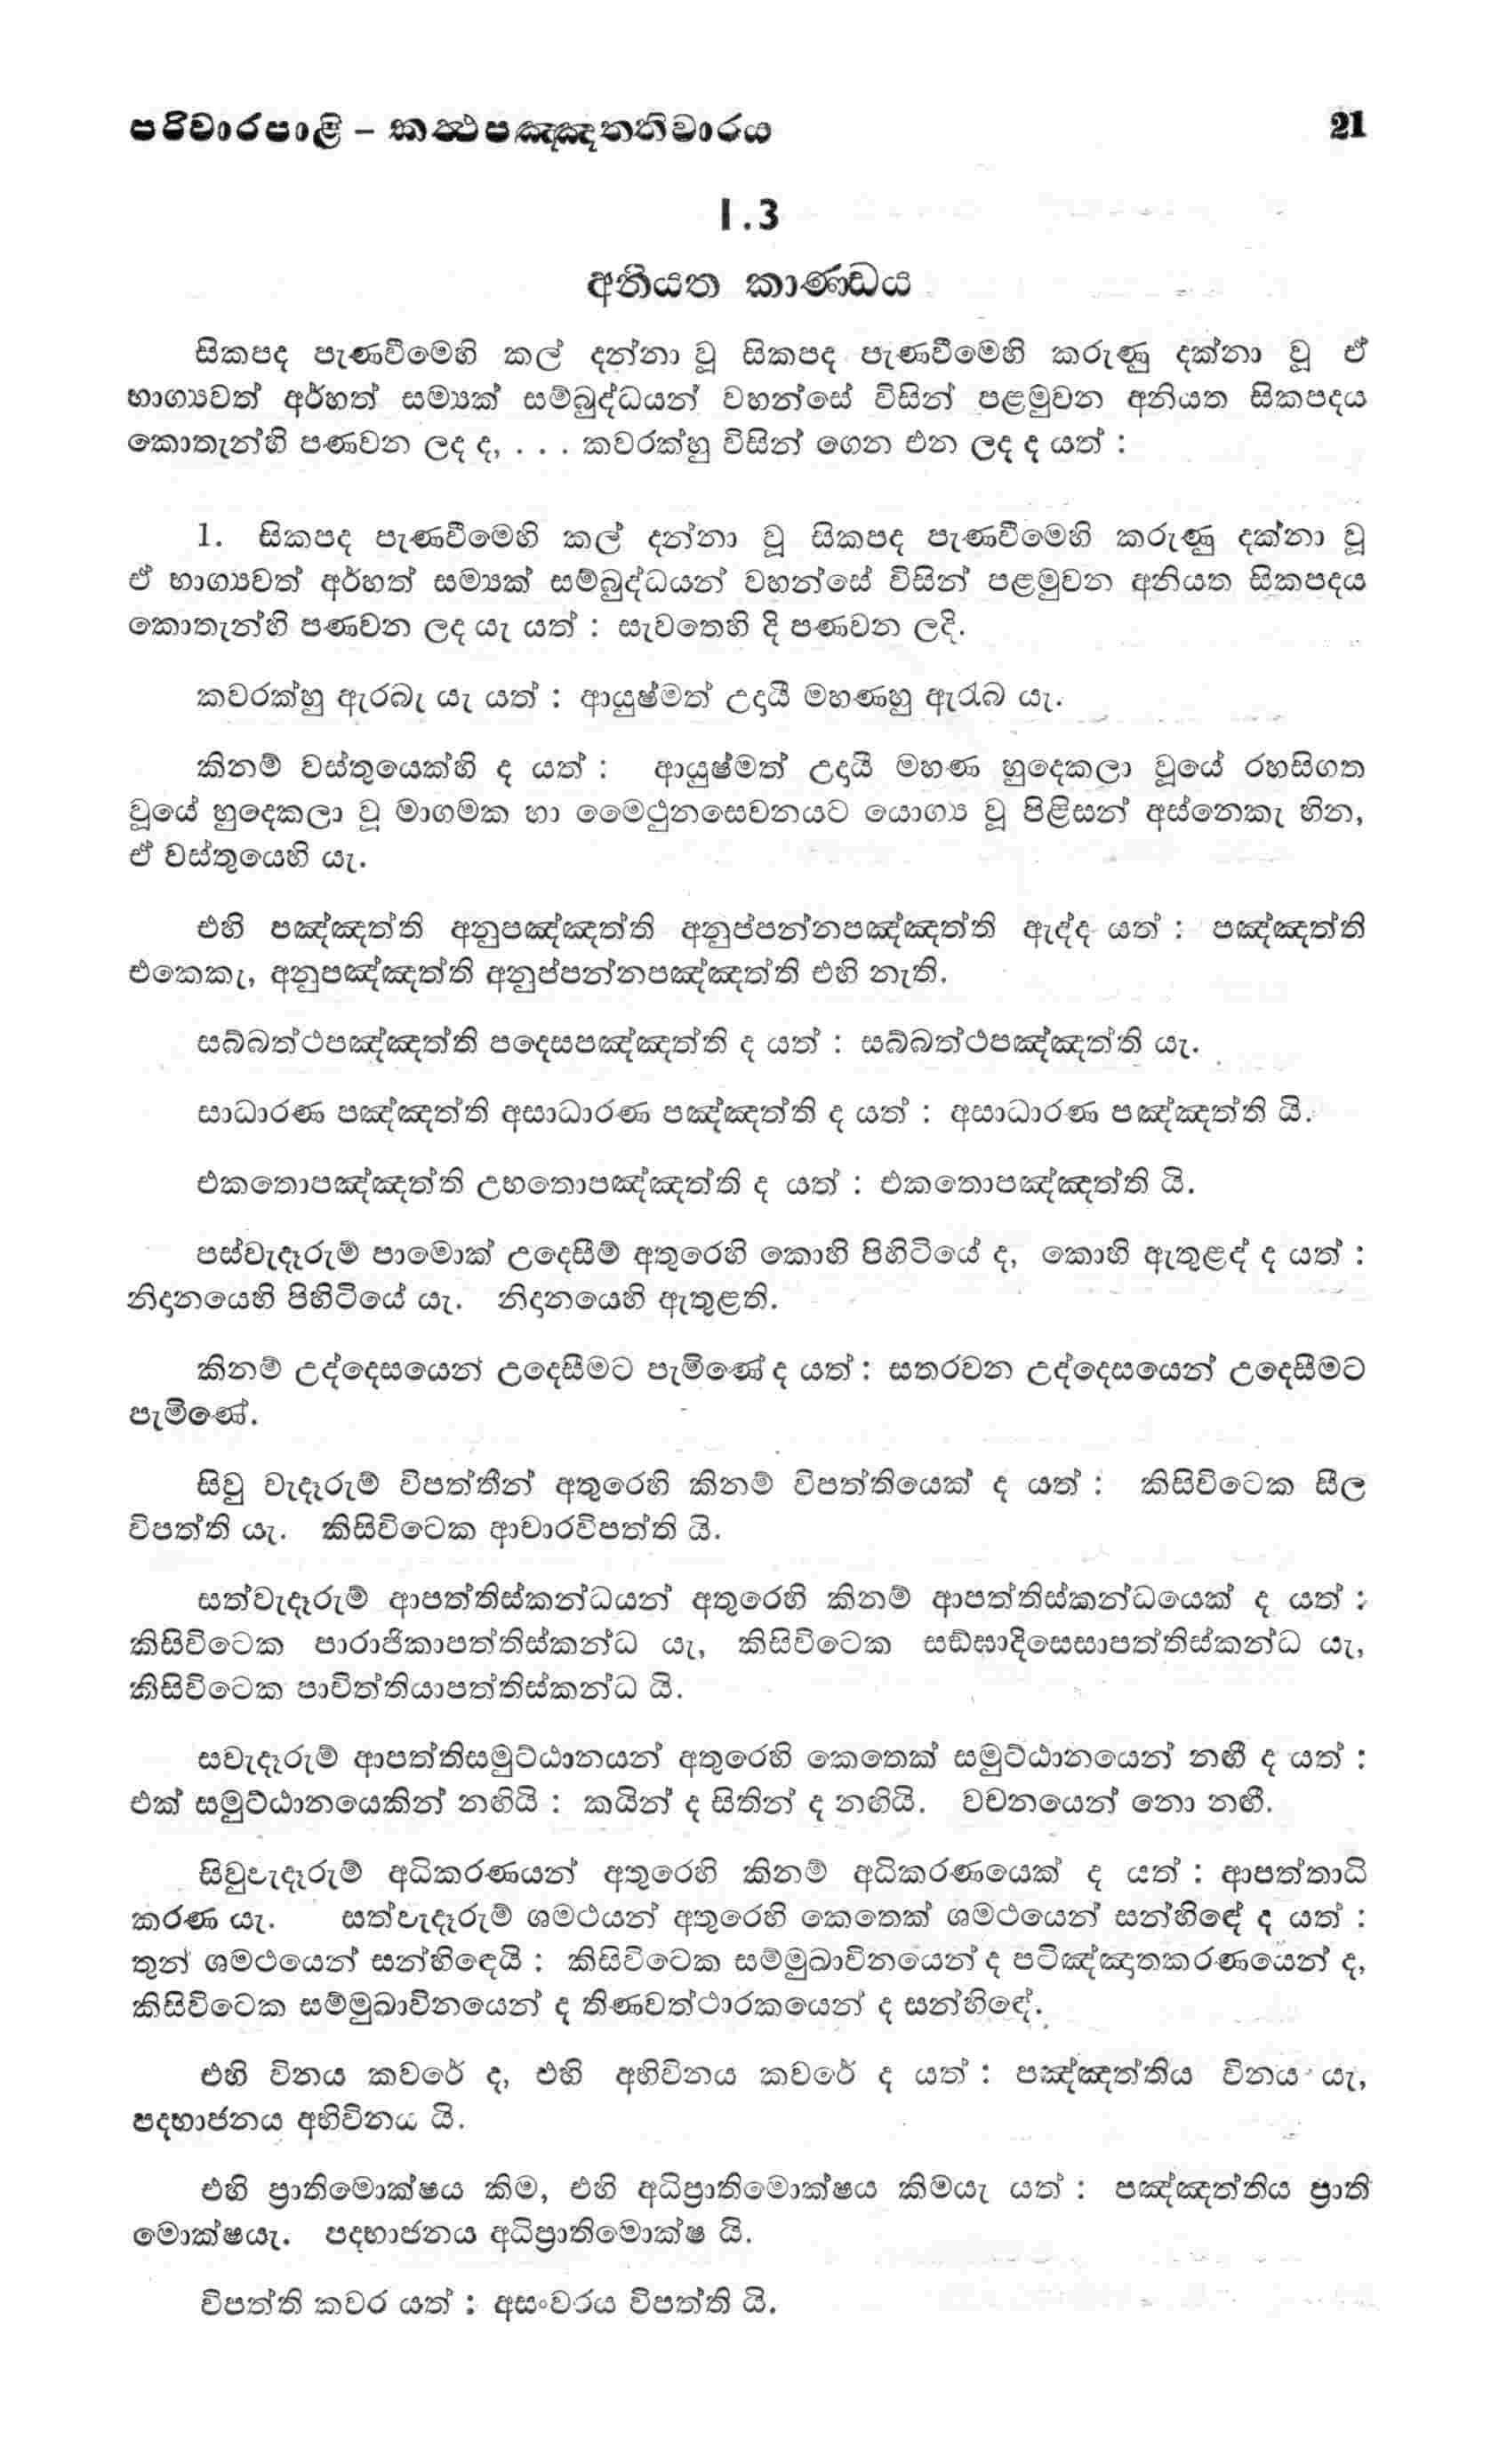 පරිවාරපාළි – කත්‍ථපඤ්ඤත්තිවාරය 21
1.3
අනියත කාණ්ඩය
සිකපද පැණවීමෙහි කල් දන්නා වූ සිකපද පැණවීමෙහි කරුණු දක්නා වූ ඒ
භාග්‍යවත් අර්හත් සම්‍යක් සම්බුද්ධයන් වහන්සේ විසින් පළමුවන අනියත සිකපදය
කොතැන්හි පණවන ලද ද, . . . කවරක්හු විසින් ගෙන එන ලද ද යත් :
1. සිකපද පැණවීමෙහි කල් දන්නා වූ සිකපද පැණවීමෙහි කරුණු දක්නා වූ
ඒ භාග්‍යවත් අර්හත් සම්‍යක් සම්බුද්ධයන් වහන්සේ විසින් පළමුවන අනියත සිකපදය
කොතැන්හි පණවන ලද යැ යත් : සැවතෙහි දි පණවන ලදි.
කවරක්හු ඇරබැ යැ යත් : ආයුෂ්මත් උදායී මහණහු ඇරැබ යැ.
කිනම් වස්තුයෙක්හි ද යත් : ආයුෂ්මත් උදායී මහණ හුදෙකලා වූයේ රහසිගත
වූයේ හුදෙකලා වූ මාගමක හා මෛථුනසෙවනයට යොග්‍ය වූ පිළිසන් අස්නෙකැ හින,
ඒ වස්තුයෙහි යැ.
එහි පඤ්ඤත්ති අනුපඤ්ඤත්ති අනුප්පන්නපඤ්ඤත්ති ඇද්ද යත් : පඤ්ඤත්ති
එකෙකැ, අනුපඤ්ඤත්ති අනුප්පන්නපඤ්ඤත්ති එහි නැති.
සබ්බත්ථපඤ්ඤත්ති පදෙසපඤ්ඤත්ති ද යත් : සබ්බත්ථපඤ්ඤත්ති යැ.
සාධාරණ පඤ්ඤත්ති අසාධාරණ පඤ්ඤත්ති ද යත් : අසාධාරණ පඤ්ඤත්ති යි.
එකතොපඤ්ඤත්ති උභතොපඤ්ඤත්ති ද යත් : එකතොපඤ්ඤත්ති යි.
පස්වැදෑරුම් පාමොක් උදෙසීම් අතුරෙහි කොහි පිහිටියේ ද, කොහි ඇතුළද් ද යත් :
නිදානයෙහි පිහිටියේ යැ. නිදානයෙහි ඇතුළති.
කිනම් උද්දෙසයෙන් උදෙසීමට පැමිණේ ද යත් : සතරවන උද්දෙසයෙන් උදෙසීමට
පැමිණේ.
සිවු වැදෑරුම් විපත්තීන් අතුරෙහි කිනම් විපත්තියෙක් ද යත් : කිසිවිටෙක සීල
විපත්ති යැ. කිසිවිටෙක ආචාරවිපත්ති යි.
සත්වැදෑරුම් ආපත්තිස්කන්ධයන් අතුරෙහි කිනම් ආපත්තිස්කන්ධයෙක් ද යත් :
කිසිවිටෙක පාරාජිකාපත්තිස්කන්ධ යැ, කිසිවිටෙක සඬ්ඝාදිසෙසාපත්තිස්කන්ධ යැ,
කිසිවිටෙක පාචිත්තියාපත්තිස්කන්ධ යි.
සවැදෑරුම් ආපත්තිසමුට්ඨානයන් අතුරෙහි කෙතෙක් සමුට්ඨානයෙන් නඟී ද යත් :
එක් සමුට්ඨානයෙකින් නඟියි : කයින් ද සිතින් ද නඟියි. වචනයෙන් නො නඟී.
සිවුවැදෑරුම් අධිකරණයන් අතුරෙහි කිනම් අධිකරණයෙක් ද යත් : ආපත්තාධි
කරණ යැ. සත්වැදෑරුම් ශමථයන් අතුරෙහි කෙතෙක් ශමථයෙන් සන්හිඳේ ද යත් :
තුන් ශමථයෙන් සන්හිඳෙයි : කිසිවිටෙක සම්මුඛාවිනයෙන් ද පටිඤ්ඤාතකරණයෙන් ද,
කිසිවිටෙක සම්මුඛාවිනයෙන් ද තිණවත්ථාරකයෙන් ද සන්හිඳේ.
එහි විනය කවරේ ද, එහි අභිවිනය කවරේ ද යත් : පඤ්ඤත්තිය විනය යැ,
පදභාජනය අභිවිනය යි.
එහි ප්‍රාතිමොක්ෂය කිම, එහි අධිප්‍රාතිමොක්ෂය කිමයැ යත් : පඤ්ඤත්තිය ප්‍රාති
මොක්ෂයැ. පදභාජනය අධිප්‍රාතිමොක්ෂ යි.
විපත්ති කවර යත් : අසංවරය විපත්ති යි.